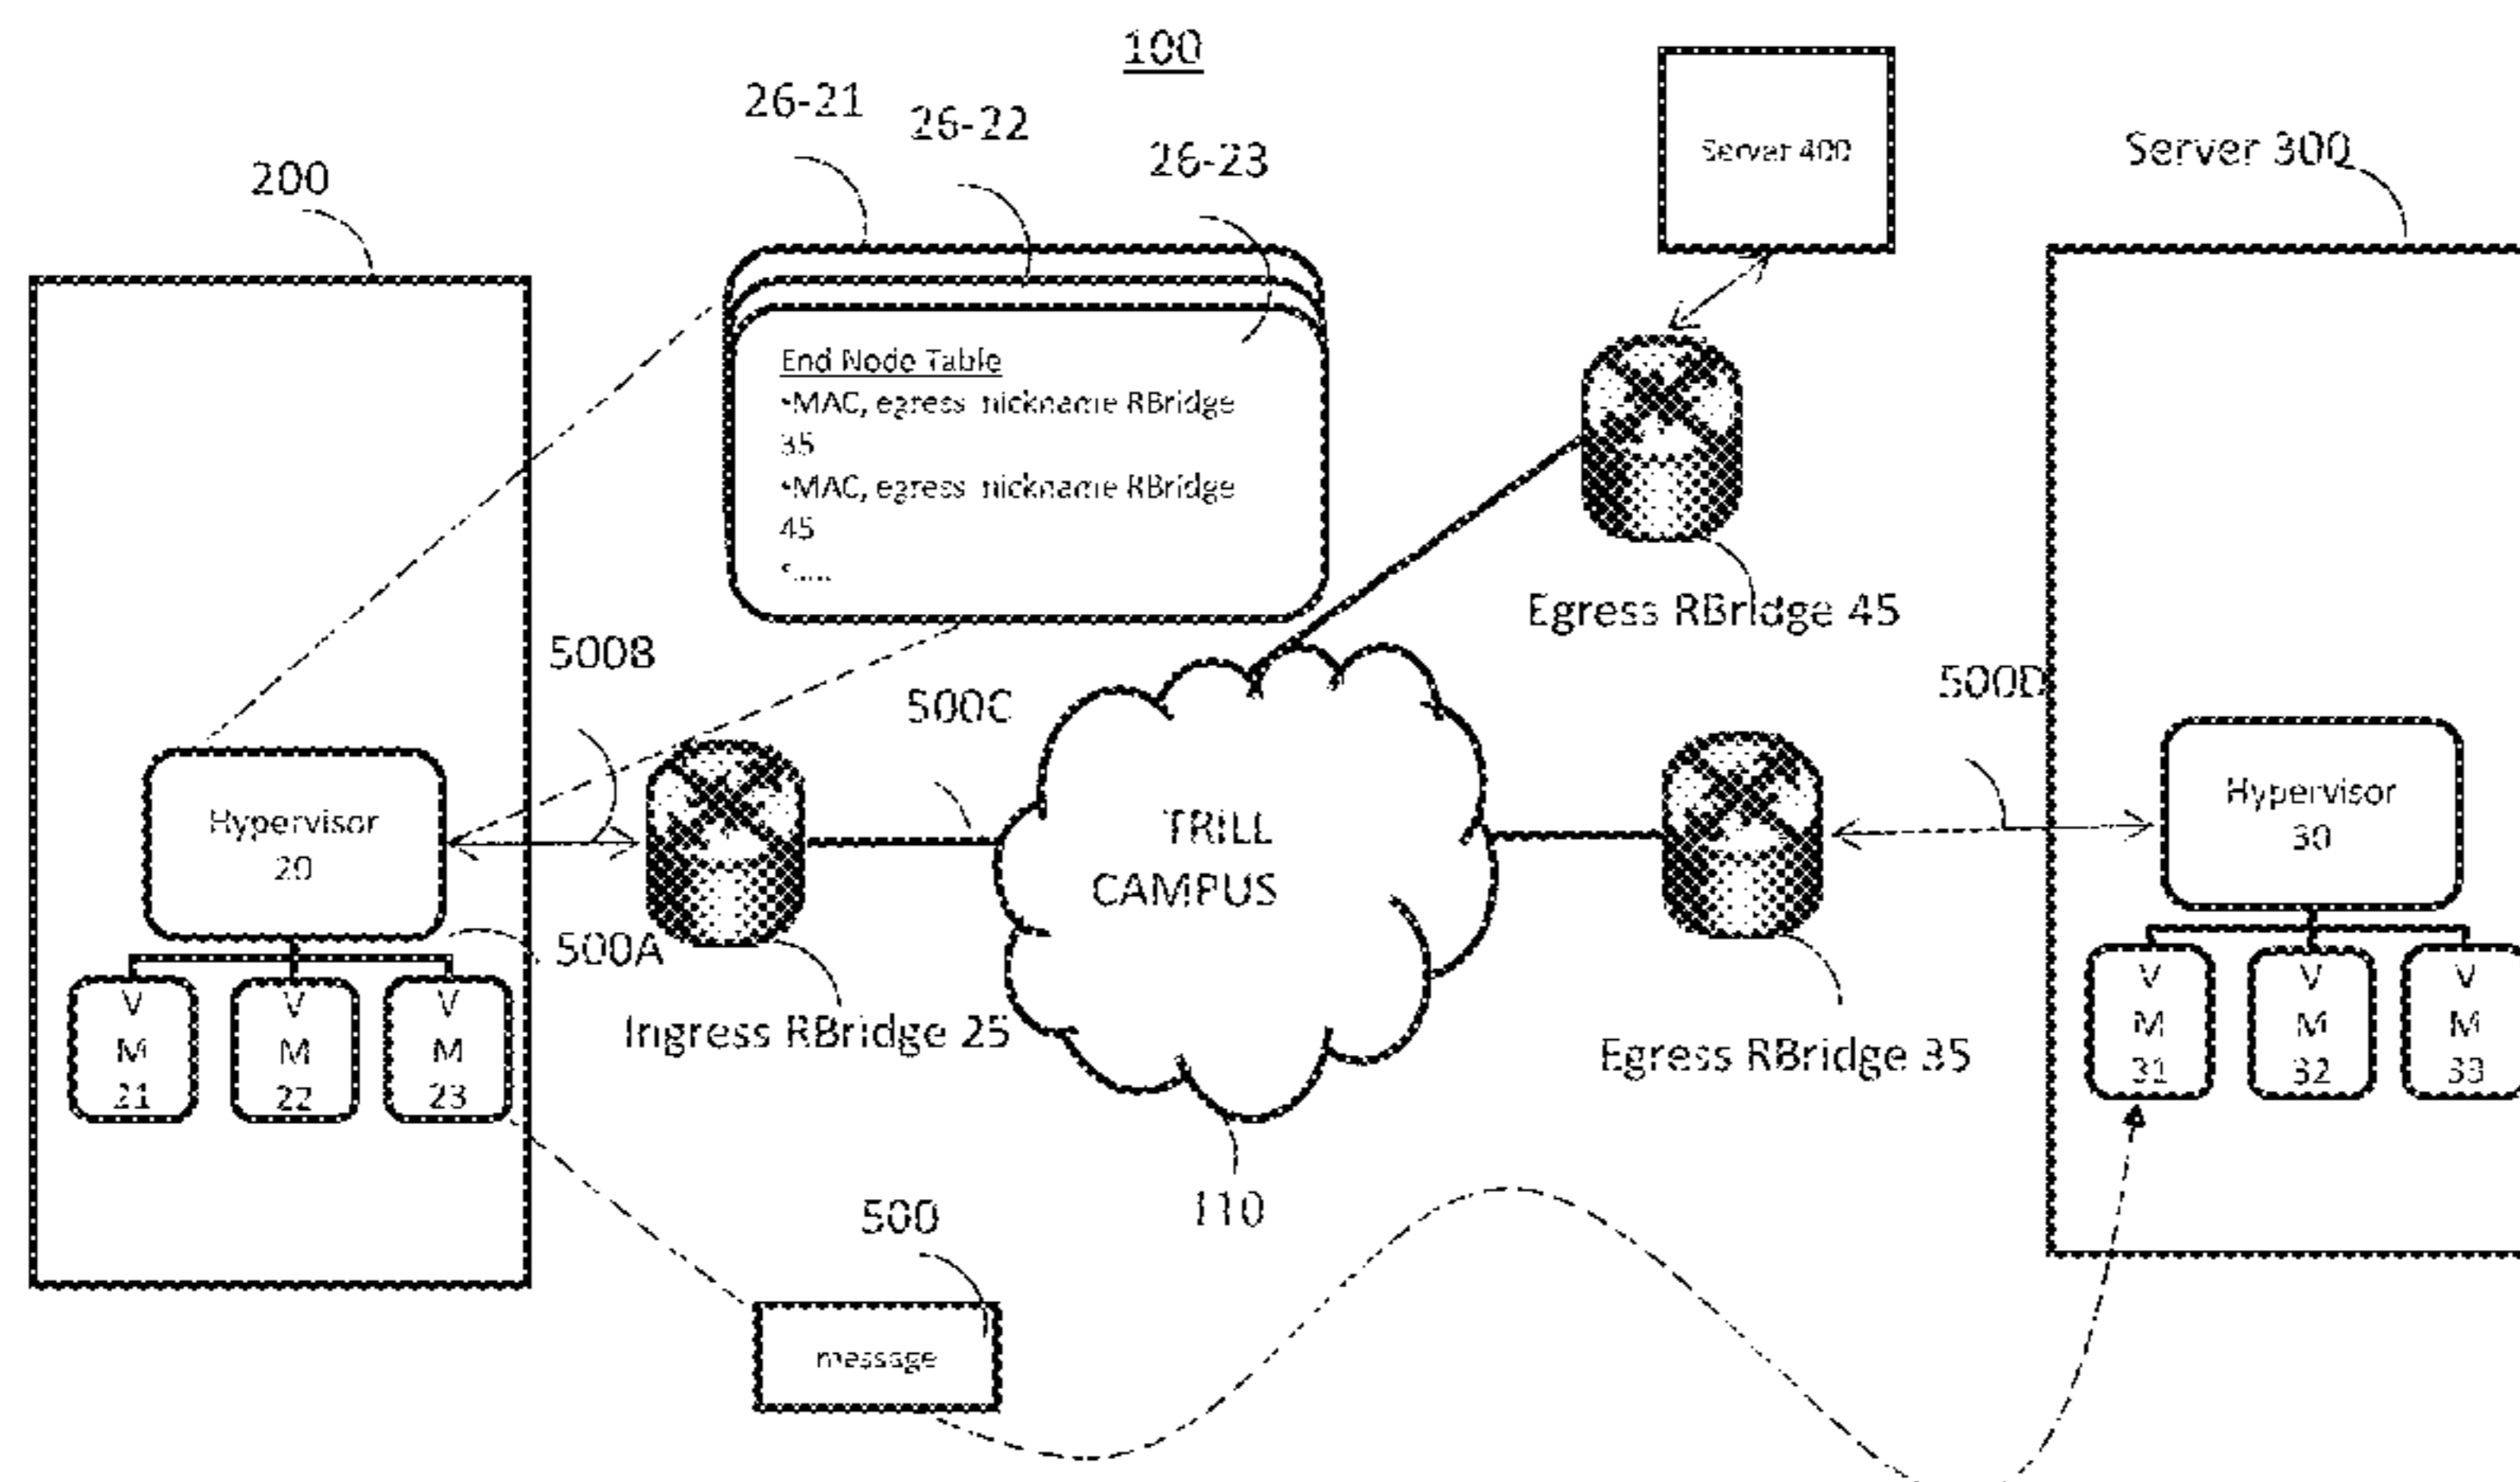 100
26-21
26-22
26-23
200
Server 400
Server 300
End Node Table
•MAC, egress nickname RBridge
35
•MAC, egress nickname RBridge
45
Egress RBridge 45
500B
500C
500D
Hypervisor
20
TRILL
CAMPUS
Hypervisor
30
500A
V
M
21
V
M
22
V
M
23
Ingress RBridge 25
Egress RBridge 35
V
M
31
V
M
32
V
M
33
110
500
message